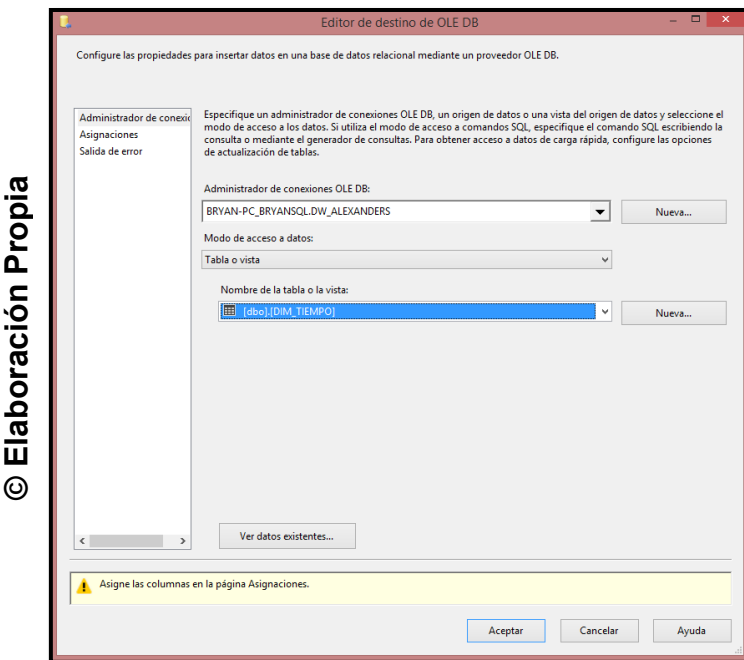 Editor de destino de OLE DB
Configure las propiedades para insertar datos en una base de datos relacional mediante un proveedor OLE DB.
Administrador de conexic
Asignaciones
Salida de error
Especifique un administrador de conexiones OLE DB, un origen de datos o una vista del origen de datos y seleccione el
modo de acceso a los datos. Si utiliza el modo de acceso a comandos SQL, especifique el comando SQL escribiendo la
consulta o mediante el generador de consultas. Para obtener acceso a datos de carga rápida, configure las opciones
de actualización de tablas.
Administrador de conexiones OLE DB:
BRYAN-PC_BRYANSQL.DW_ALEXANDERS
Nueva...
Modo de acceso a datos:
Tabla o vista
Nombre de la tabla o la vista:
[dbo].[DIM_TIEMPO]
Nueva...
Ver datos existentes...
Asigne las columnas en la página Asignaciones.
Aceptar
Cancelar
Ayuda
© Elaboración Propia